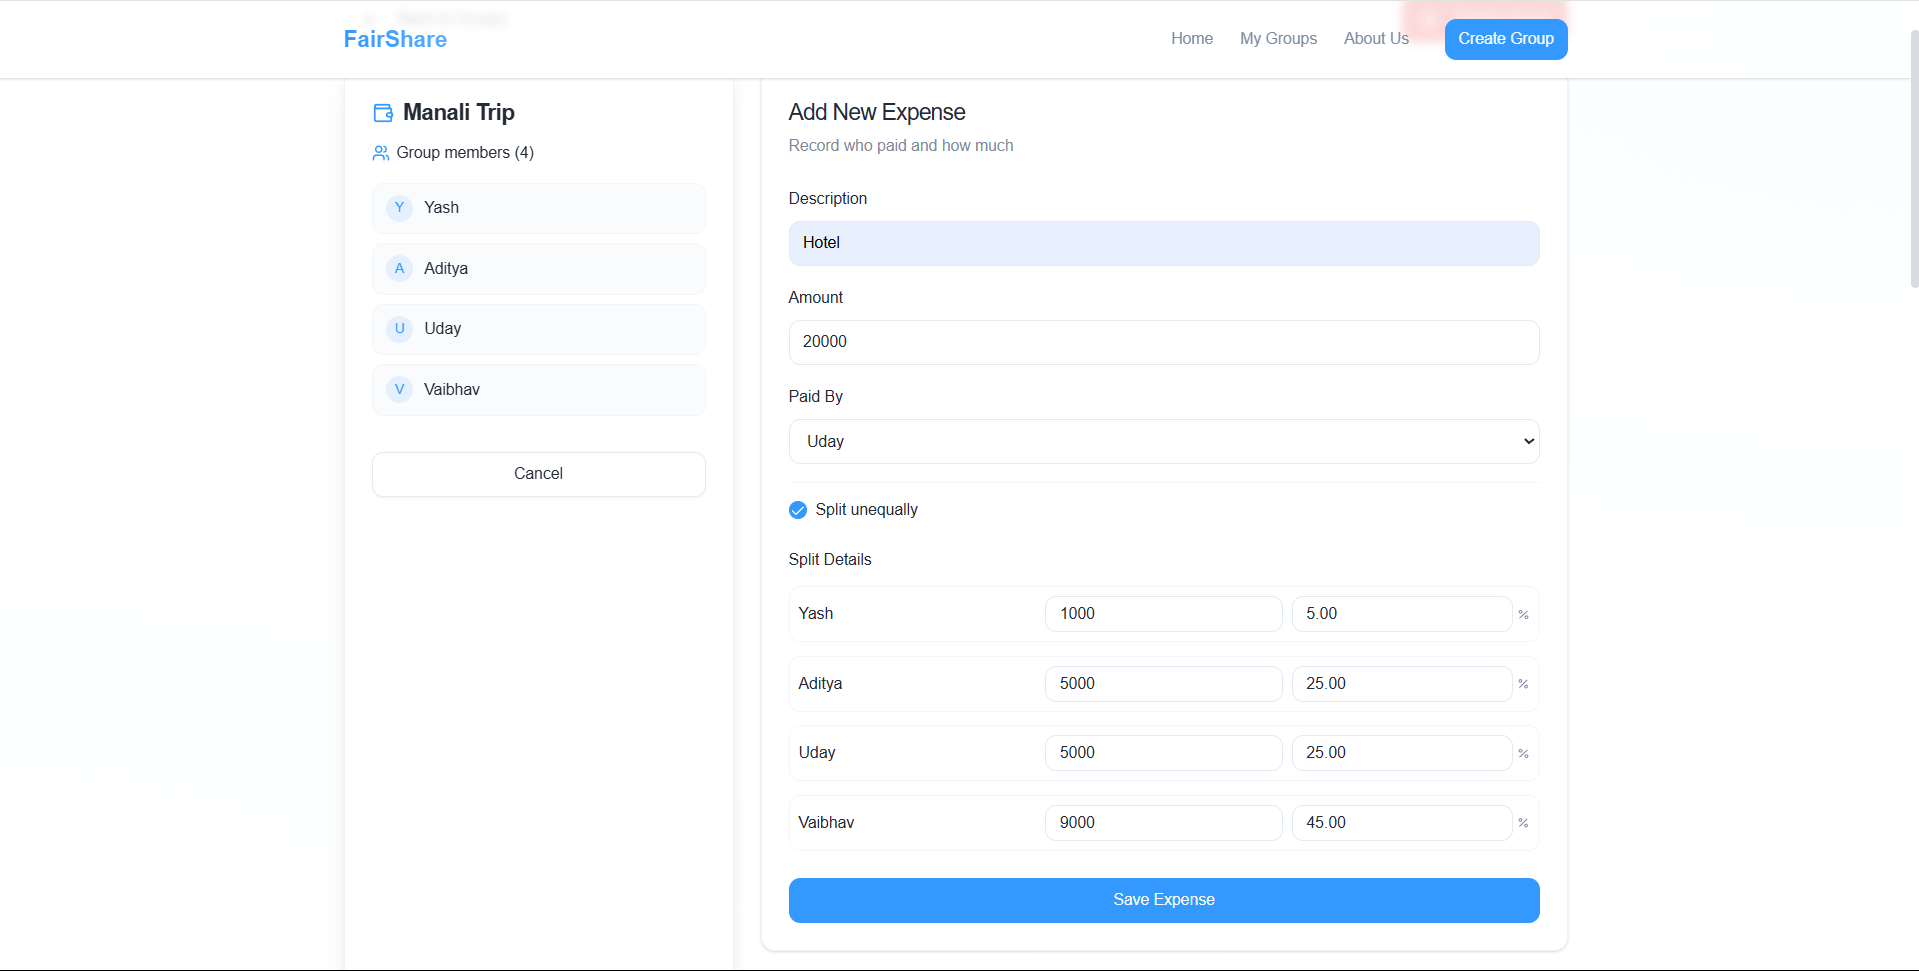 FairShare
Home
My Groups
About Us
Create Group
Manali Trip
Group members (4)
Y Yash
A Aditya
U Uday
V Vaibhav
Cancel
Add New Expense
Record who paid and how much
Description
Hotel
Amount
20000
Paid By
Uday
Split unequally
Split Details
Yash 1000 5.00 %
Aditya 5000 25.00 %
Uday 5000 25.00 %
Vaibhav 9000 45.00 %
Save Expense